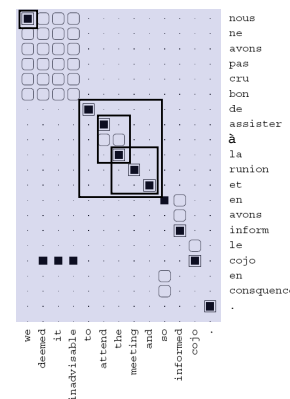 nous
ne
avons
pas
cru
bon
de
assister
à
la
runion
et
en
avons
inform
le
cojo
en
consquence
.
we
deemed
it
inadvisable
to
attend
the
meeting
and
so
informed
cojo
.